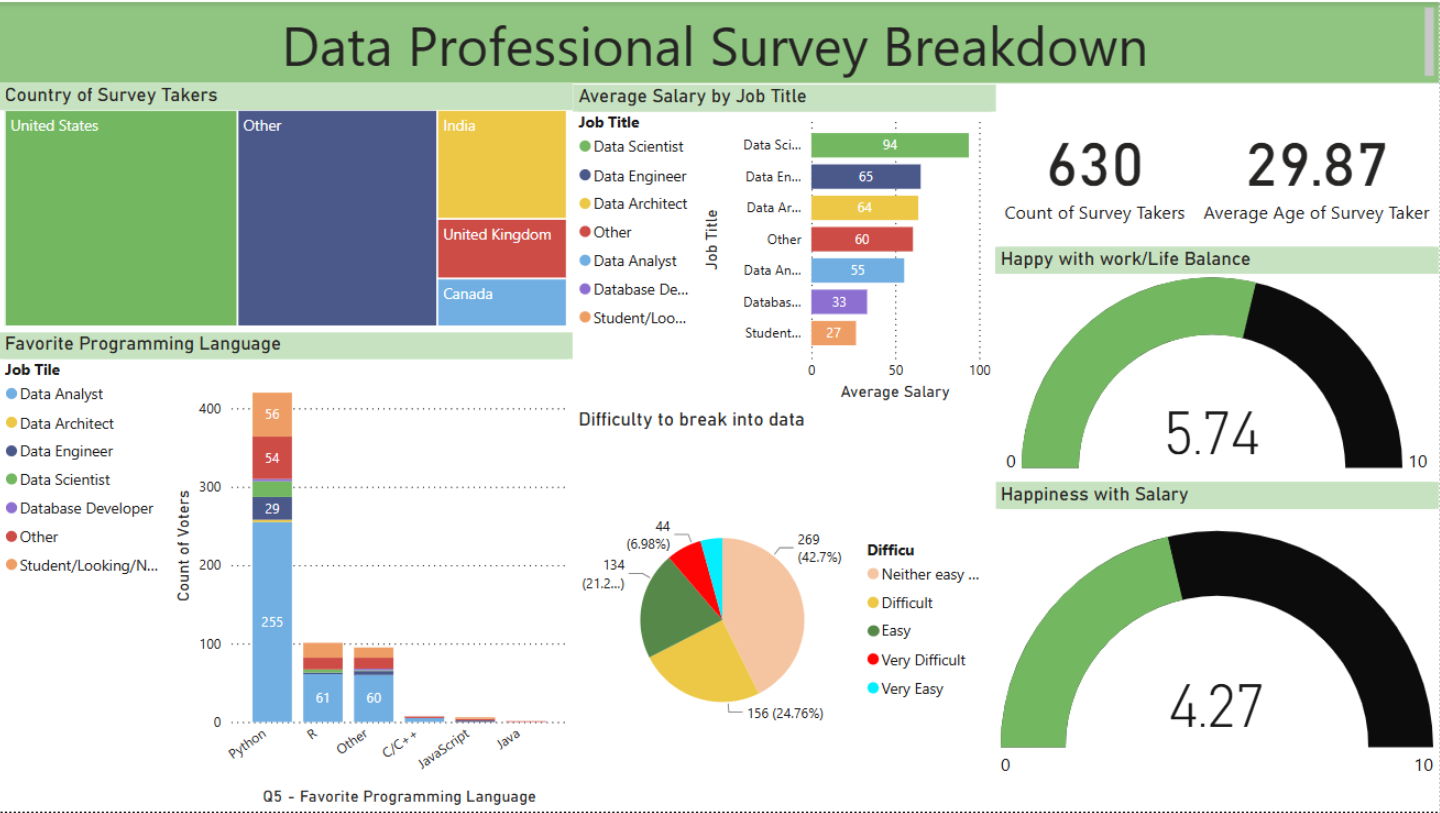 Data Professional Survey Breakdown
Country of Survey Takers
United States
Other
India
United Kingdom
Canada
Average Salary by Job Title
Job Title
Data Scientist
Data Engineer
Data Architect
Other
Data Analyst
Database De...
Student/Loo...
Job Title
Data Sci...
94
Data En...
65
Data Ar...
64
Other
60
Data An...
55
Databas...
33
Student...
27
0 50 100
Average Salary
630
Count of Survey Takers
29.87
Average Age of Survey Taker
Happy with work/Life Balance
5.74
0
10
Happiness with Salary
4.27
0
10
Favorite Programming Language
Job Tile
Data Analyst
Data Architect
Data Engineer
Data Scientist
Database Developer
Other
Student/Looking/N...
Count of Voters
400
300
200
100
0
56
54
29
255
61
60
Python
R
Other
C/C++
JavaScript
Java
Q5 - Favorite Programming Language
Difficulty to break into data
44
(6.98%)
134
(21.2...)
269
(42.7%)
156 (24.76%)
Difficu
Neither easy ...
Difficult
Easy
Very Difficult
Very Easy